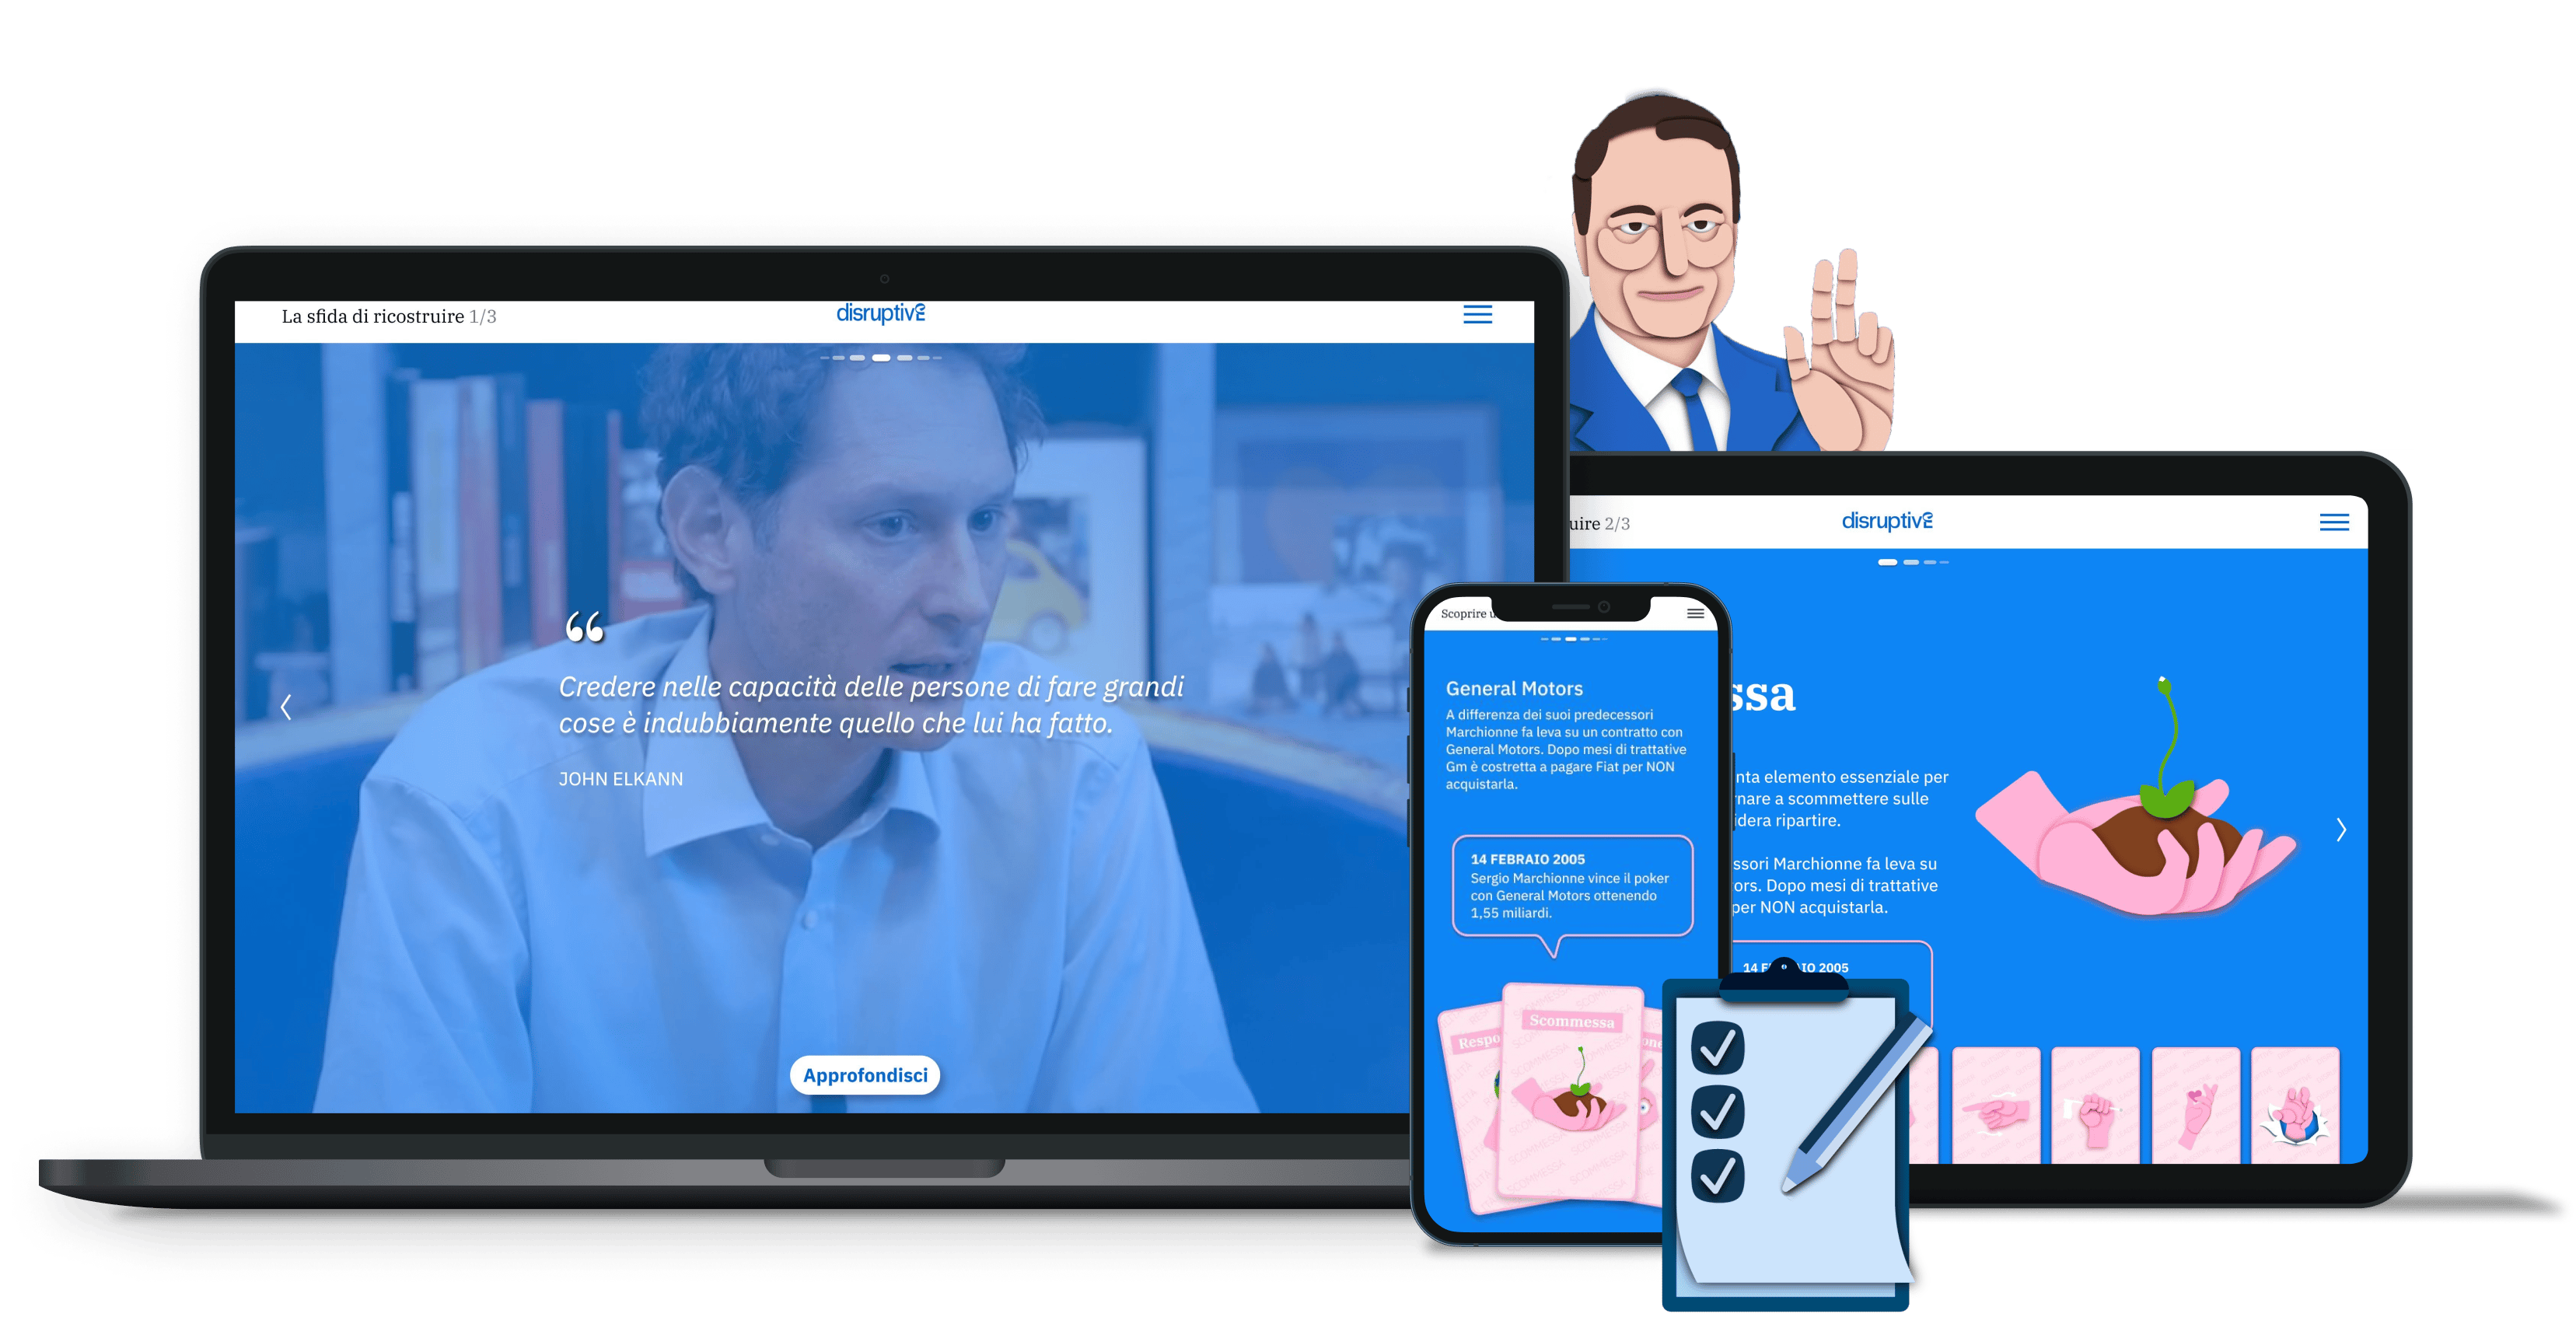 La sfida di ricostruire 1/3
disruptive
“
Credere nelle capacità delle persone di fare grandi
cose è indubbiamente quello che lui ha fatto.
JOHN ELKANN
Approfondisci
Scoprire
General Motors
A differenza dei suoi predecessori
Marchionne fa leva su un contratto con
General Motors. Dopo mesi di trattative
Gm è costretta a pagare Fiat per NON
acquistarla.
14 FEBRAIO 2005
Sergio Marchionne vince il poker
con General Motors ottenendo
1,55 miliardi.
Respo
Scommessa
one
uire 2/3
disruptive
ssa
nta elemento essenziale per
rnare a scommettere sulle
idera ripartire.
ssori Marchionne fa leva su
ors. Dopo mesi di trattative
per NON acquistarla.
14 FEBRAIO 2005